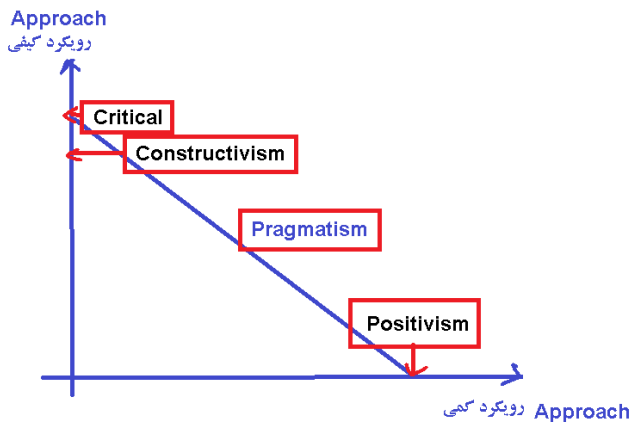 Approach
رویکرد کیفی
Critical
Constructivism
Pragmatism
Positivism
رویکرد کمی Approach